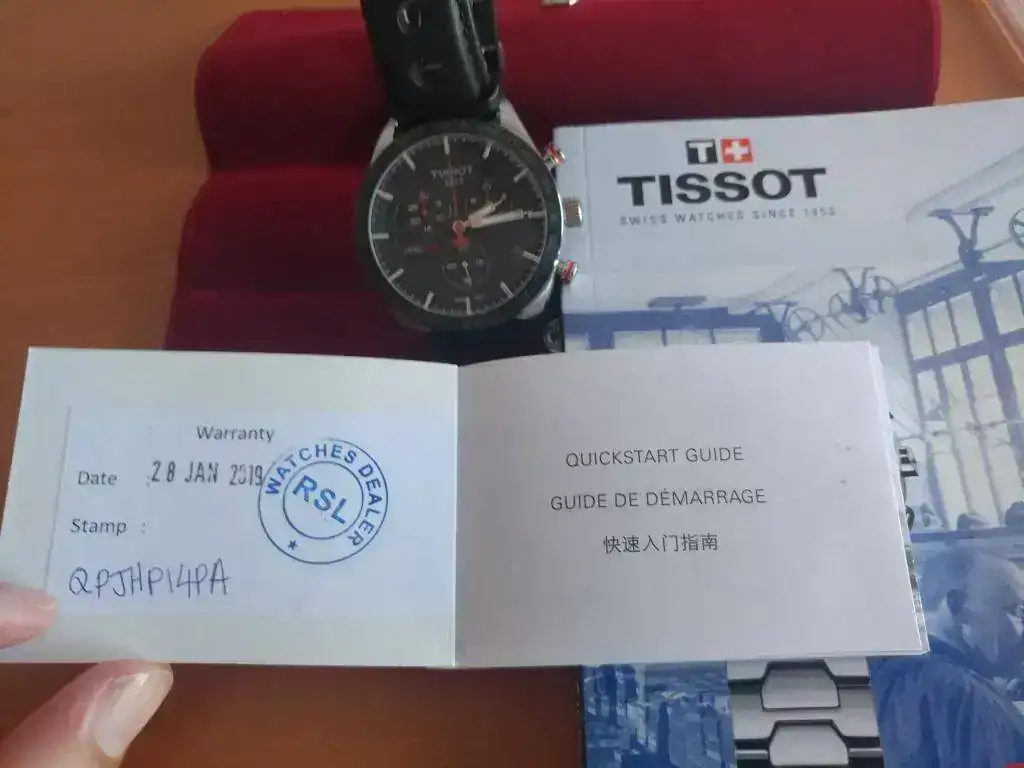 TISSOT
T+
TISSOT
SWISS WATCHES SINCE 1853
Warranty
Date : 28 JAN 2019
Stamp :
WATCHES DEALER
RSL
QPJHP14PA
QUICKSTART GUIDE
GUIDE DE DÉMARRAGE
快速入门指南